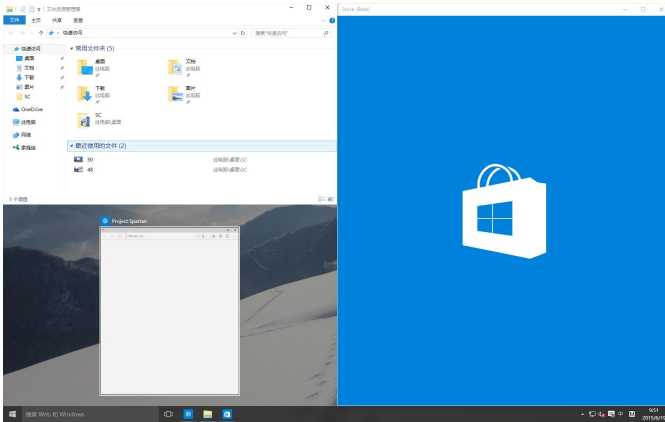 文件资源管理器
文件 主页 共享 查看
快速访问
搜索"快速访问"
快速访问
桌面
文档
下载
图片
SC
OneDrive
此电脑
网络
家庭组
常用文件夹 (5)
桌面
此电脑
文档
此电脑
下载
此电脑
图片
此电脑
SC
此电脑\桌面
最近使用的文件 (2)
50 此电脑\桌面\SC
48 此电脑\桌面\SC
7 个项目
Store (Beta)
Project Spartan
搜索 Web 和 Windows
中
M
9:51
2015/6/19